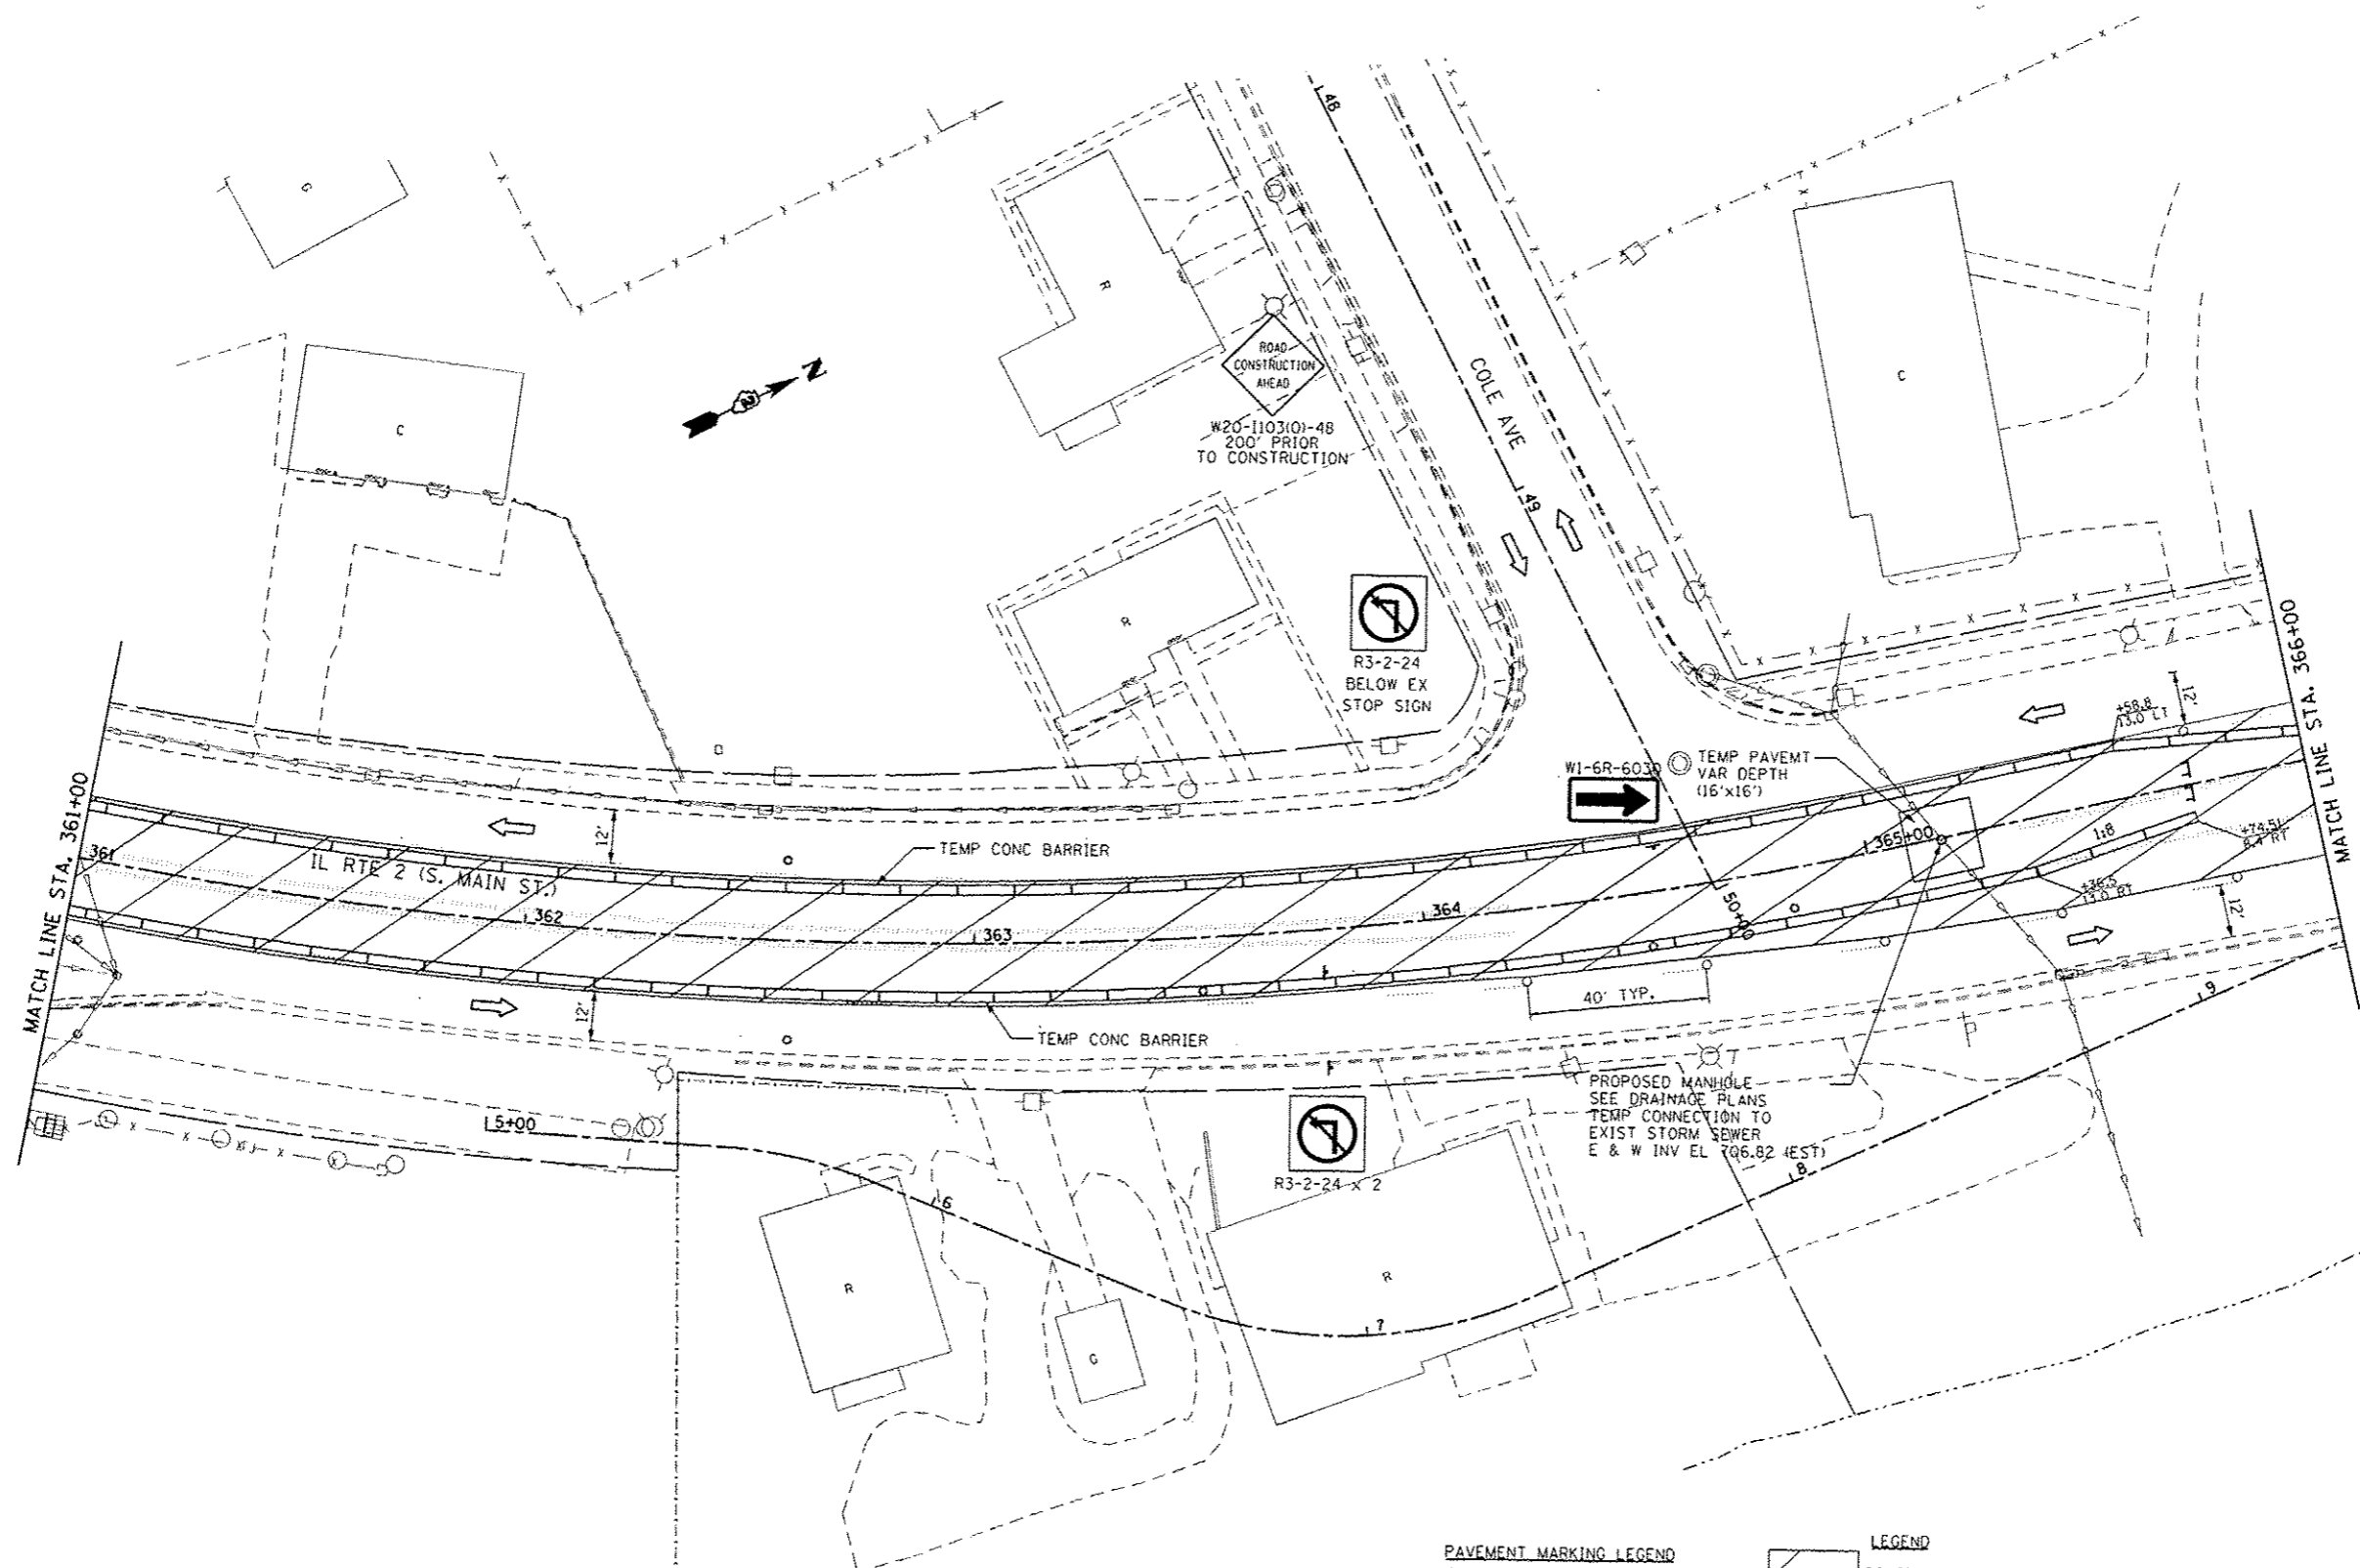 48
G
R
N
ROAD
CONSTRUCTION
AHEAD
COLE AVE
C
C
W20-I103(O)-48
200' PRIOR
TO CONSTRUCTION
49
R
R3-2-24
BELOW EX
STOP SIGN
MATCH LINE STA. 366+00
12'
+58.8
13.0 LT
W1-6R-6030
TEMP PAVEMT
VAR DEPTH
(16'x16')
MATCH LINE STA. 361+00
361
IL RTE 2 (S. MAIN ST.)
12'
TEMP CONC BARRIER
365+00
1:8
+74.51
+36.5
13.0 RT
362
363
364
50+00
12'
12'
40' TYP.
TEMP CONC BARRIER
9
PROPOSED MANHOLE
SEE DRAINAGE PLANS
TEMP CONNECTION TO
EXIST STORM SEWER
E & W INV EL 706.82 (EST)
5+00
R3-2-24 x 2
8
6
R
R
7
G
PAVEMENT MARKING LEGEND
LEGEND